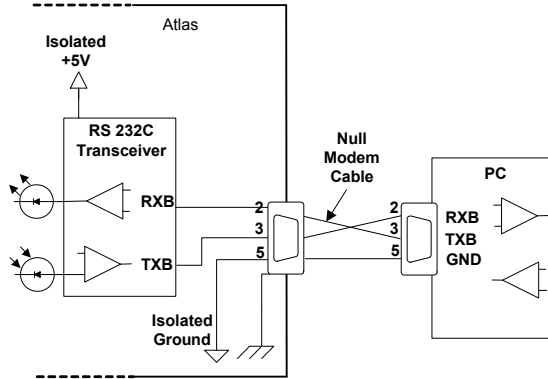 Atlas
Isolated
+5V
RS 232C
Transceiver
RXB
TXB
2
3
5
Isolated
Ground
Null
Modem
Cable
2
3
5
PC
RXB
TXB
GND